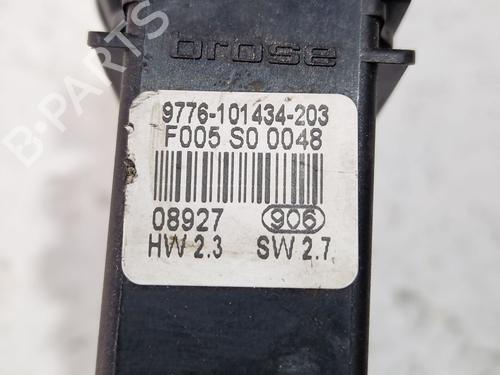 brose
9776-101434-203
F005 S0 0048
08927 906
HW 2.3 SW 2.7
B-PARTS